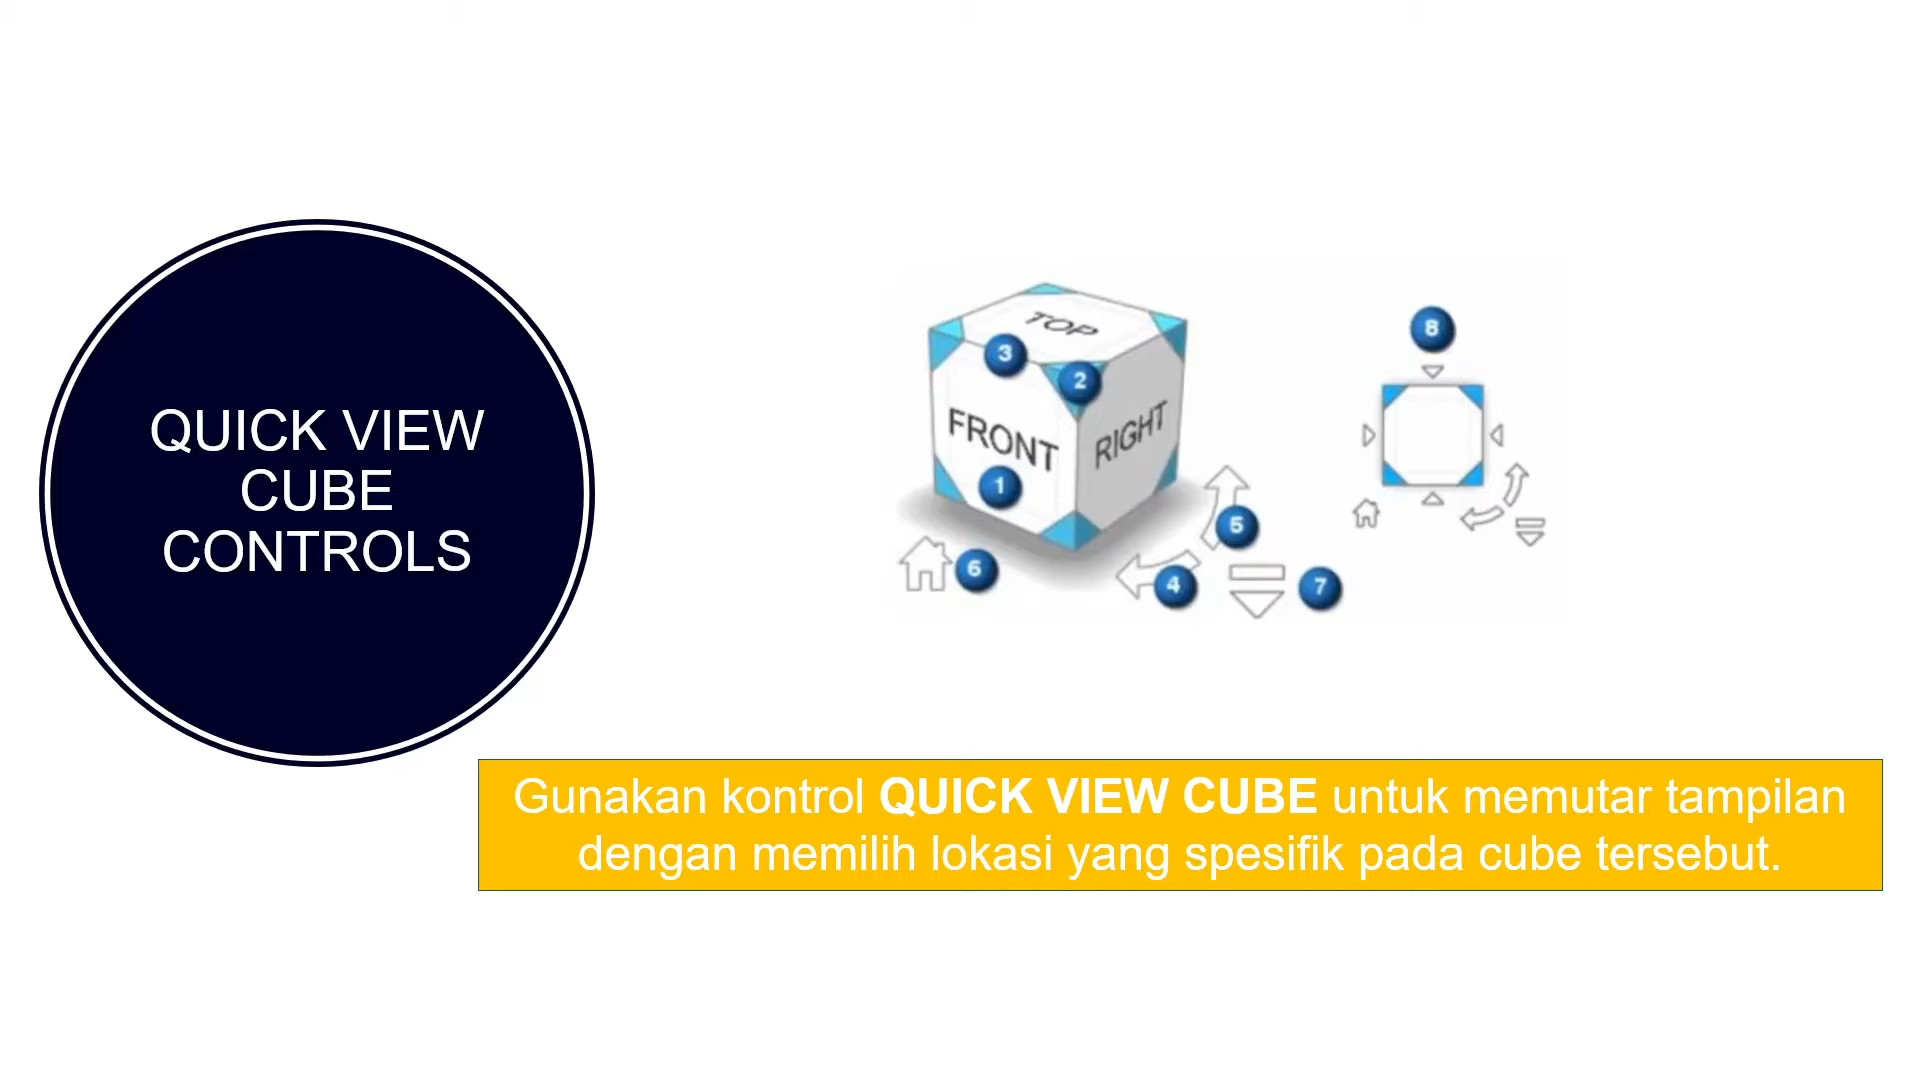 QUICK VIEW
CUBE
CONTROLS
TOP
3
2
FRONT
RIGHT
1
5
6
4
7
8
Gunakan kontrol QUICK VIEW CUBE untuk memutar tampilan
dengan memilih lokasi yang spesifik pada cube tersebut.